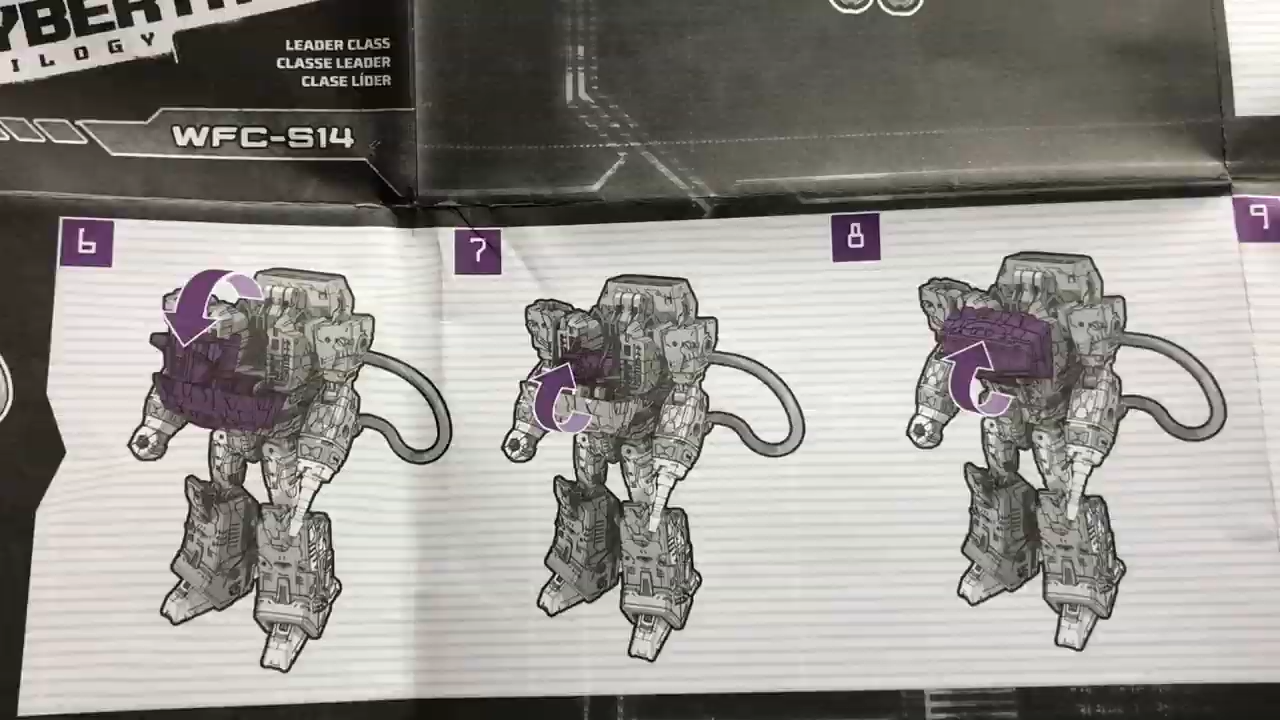 LEADER CLASS
CLASSE LEADER
CLASE LÍDER
WFC-S14
6
7
8
9